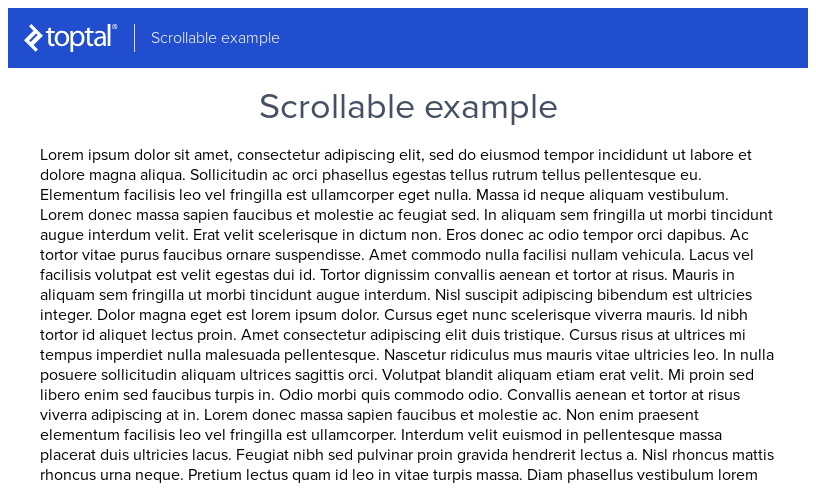 toptal® Scrollable example
Scrollable example
Lorem ipsum dolor sit amet, consectetur adipiscing elit, sed do eiusmod tempor incididunt ut labore et
dolore magna aliqua. Sollicitudin ac orci phasellus egestas tellus rutrum tellus pellentesque eu.
Elementum facilisis leo vel fringilla est ullamcorper eget nulla. Massa id neque aliquam vestibulum.
Lorem donec massa sapien faucibus et molestie ac feugiat sed. In aliquam sem fringilla ut morbi tincidunt
augue interdum velit. Erat velit scelerisque in dictum non. Eros donec ac odio tempor orci dapibus. Ac
tortor vitae purus faucibus ornare suspendisse. Amet commodo nulla facilisi nullam vehicula. Lacus vel
facilisis volutpat est velit egestas dui id. Tortor dignissim convallis aenean et tortor at risus. Mauris in
aliquam sem fringilla ut morbi tincidunt augue interdum. Nisl suscipit adipiscing bibendum est ultricies
integer. Dolor magna eget est lorem ipsum dolor. Cursus eget nunc scelerisque viverra mauris. Id nibh
tortor id aliquet lectus proin. Amet consectetur adipiscing elit duis tristique. Cursus risus at ultrices mi
tempus imperdiet nulla malesuada pellentesque. Nascetur ridiculus mus mauris vitae ultricies leo. In nulla
posuere sollicitudin aliquam ultrices sagittis orci. Volutpat blandit aliquam etiam erat velit. Mi proin sed
libero enim sed faucibus turpis in. Odio morbi quis commodo odio. Convallis aenean et tortor at risus
viverra adipiscing at in. Lorem donec massa sapien faucibus et molestie ac. Non enim praesent
elementum facilisis leo vel fringilla est ullamcorper. Interdum velit euismod in pellentesque massa
placerat duis ultricies lacus. Feugiat nibh sed pulvinar proin gravida hendrerit lectus a. Nisl rhoncus mattis
rhoncus urna neque. Pretium lectus quam id leo in vitae turpis massa. Diam phasellus vestibulum lorem